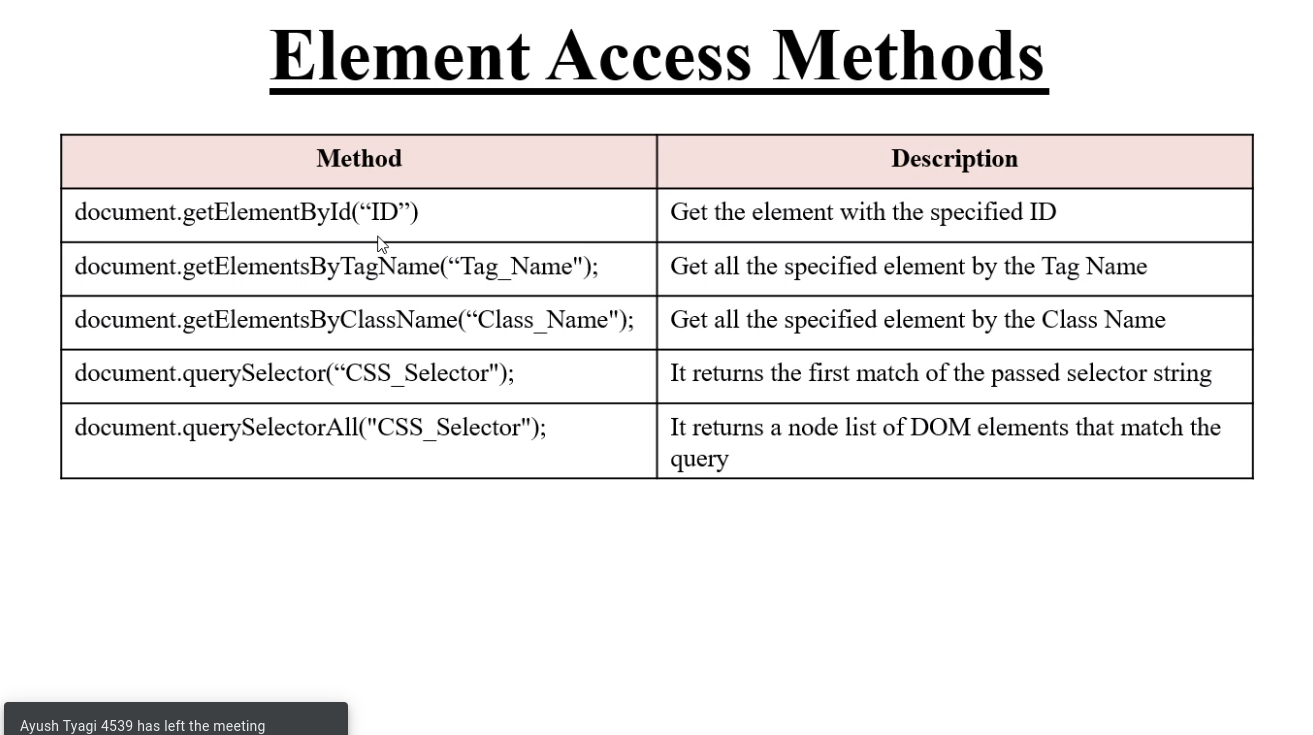 Element Access Methods
Method
Description
document.getElementById(“ID”)
Get the element with the specified ID
document.getElementsByTagName(“Tag_Name");
Get all the specified element by the Tag Name
document.getElementsByClassName(“Class_Name");
Get all the specified element by the Class Name
document.querySelector(“CSS_Selector");
It returns the first match of the passed selector string
document.querySelectorAll("CSS_Selector");
It returns a node list of DOM elements that match the
query
Ayush Tyagi 4539 has left the meeting